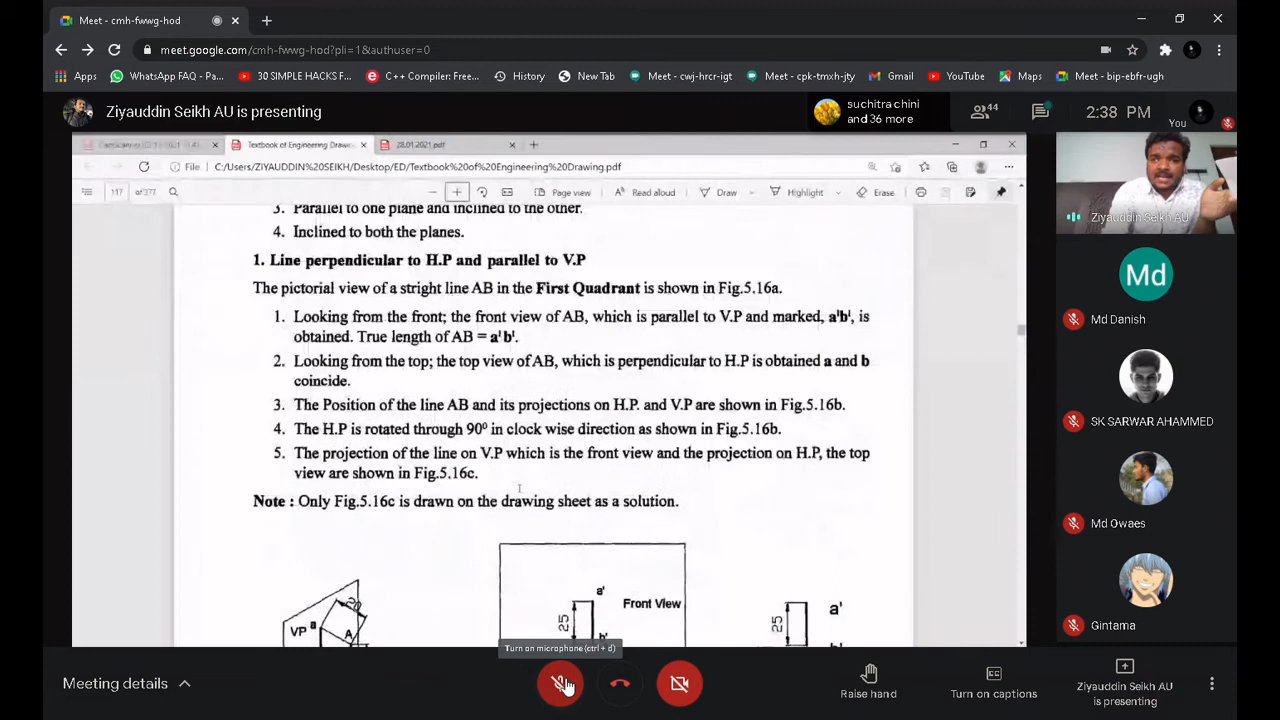 Meet - cmh-fwwg-hod
meet.google.com/cmh-fwwg-hod?pli=1&authuser=0
Apps WhatsApp FAQ - Pa... 30 SIMPLE HACKS F... C++ Compiler: Free... History New Tab Meet - cwj-hrcr-igt Meet - cpk-tmxh-jty Gmail YouTube Maps Meet - bip-ebfr-ugh
Ziyauddin Seikh AU is presenting
suchitra chini
and 36 more
44
2:38 PM
You
Textbook of Engineering Drawin 28.01.2021.pdf
File C:/Users/ZIYAUDDIN%20SEIKH/Desktop/ED/Textbook%20of%20Engineering%20Drawing.pdf
117 of 377 Page view Read aloud Draw Highlight Erase
3. Parallel to one plane and inclined to the other.
4. Inclined to both the planes.
1. Line perpendicular to H.P and parallel to V.P
The pictorial view of a stright line AB in the First Quadrant is shown in Fig.5.16a.
1. Looking from the front; the front view of AB, which is parallel to V.P and marked, a'b', is
obtained. True length of AB = a'b'.
2. Looking from the top; the top view of AB, which is perpendicular to H.P is obtained a and b
coincide.
3. The Position of the line AB and its projections on H.P. and V.P are shown in Fig.5.16b.
4. The H.P is rotated through 90⁰ in clock wise direction as shown in Fig.5.16b.
5. The projection of the line on V.P which is the front view and the projection on H.P, the top
view are shown in Fig.5.16c.
Note : Only Fig.5.16c is drawn on the drawing sheet as a solution.
VP a A
a' Front View
25
b'
a'
25
Ziyauddin Seikh AU
Md
Md Danish
SK SARWAR AHAMMED
Md Owaes
Gintama
Turn on microphone (ctrl + d)
Meeting details
Raise hand
Turn on captions
Ziyauddin Seikh AU
is presenting